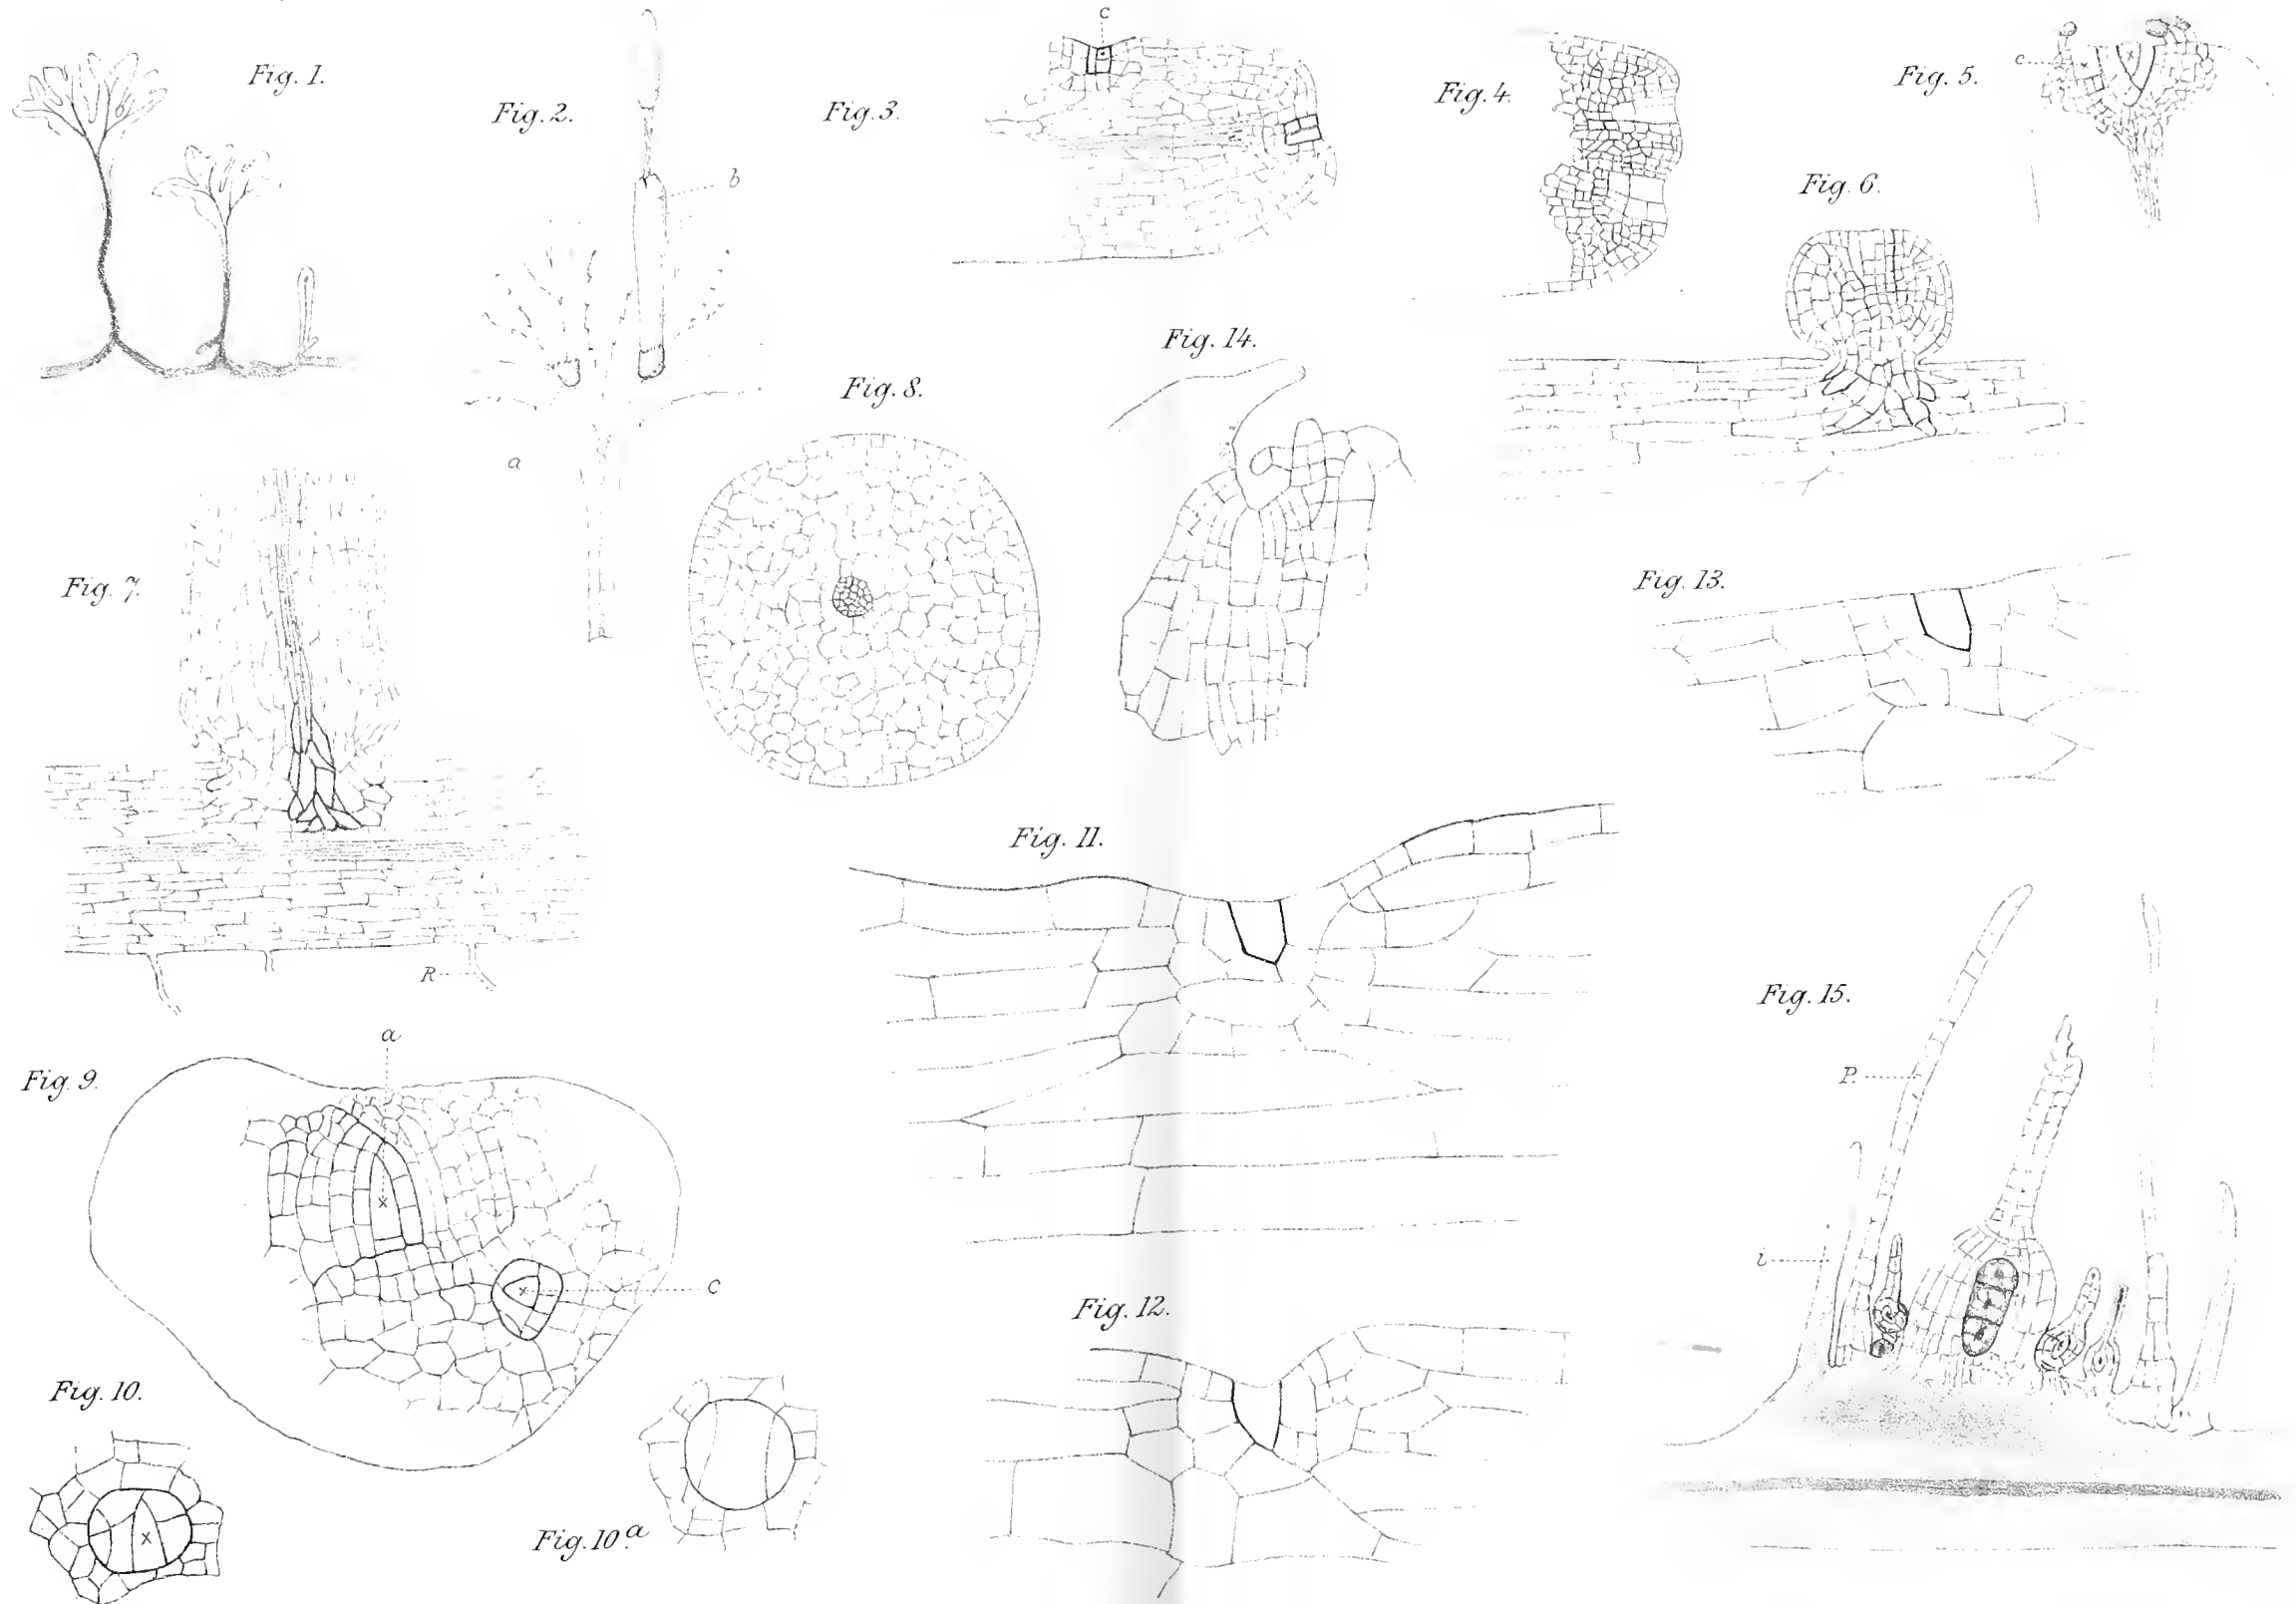 Fig. 1.
Fig. 2.
b
a
Fig. 3.
c
Fig. 4.
Fig. 5.
c
Fig. 6.
Fig. 14.
Fig. 8.
Fig. 7.
R
Fig. 13.
Fig. 11.
Fig. 15.
P.
l
a
Fig. 9.
C
Fig. 12.
Fig. 10.
Fig. 10.a